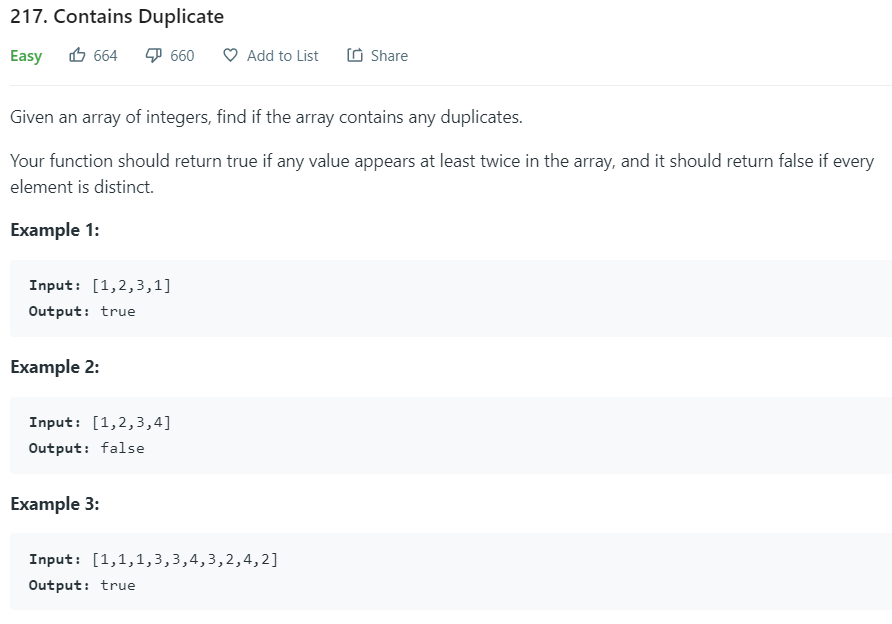 217. Contains Duplicate
Easy 664 660 Add to List Share
Given an array of integers, find if the array contains any duplicates.
Your function should return true if any value appears at least twice in the array, and it should return false if every
element is distinct.
Example 1:
Input: [1,2,3,1]
Output: true
Example 2:
Input: [1,2,3,4]
Output: false
Example 3:
Input: [1,1,1,3,3,4,3,2,4,2]
Output: true